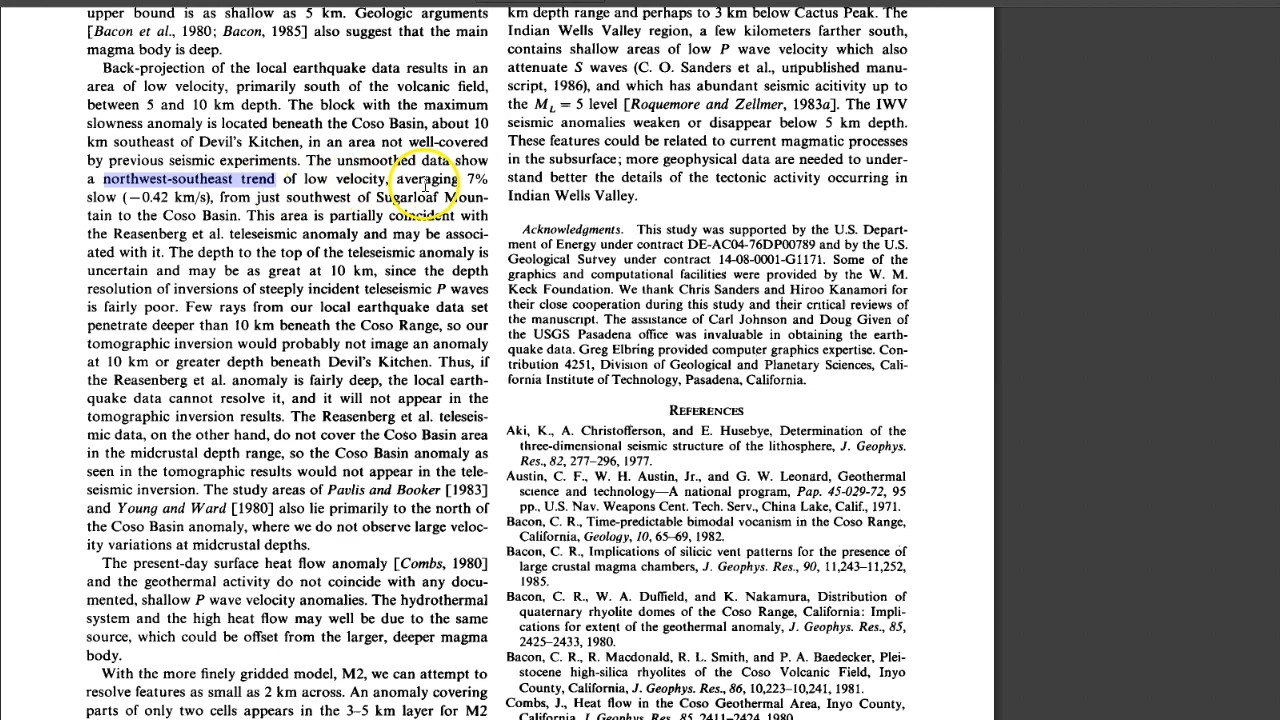 upper bound is as shallow as 5 km. Geologic arguments
[Bacon et al., 1980; Bacon, 1985] also suggest that the main
magma body is deep.
Back-projection of the local earthquake data results in an
area of low velocity, primarily south of the volcanic field,
between 5 and 10 km depth. The block with the maximum
slowness anomaly is located beneath the Coso Basin, about 10
km southeast of Devil's Kitchen, in an area not well-covered
by previous seismic experiments. The unsmoothed data show
a northwest-southeast trend of low velocity, averaging 7%
slow (−0.42 km/s), from just southwest of Sugarloaf Moun-
tain to the Coso Basin. This area is partially coincident with
the Reasenberg et al. teleseismic anomaly and may be associ-
ated with it. The depth to the top of the teleseismic anomaly is
uncertain and may be as great at 10 km, since the depth
resolution of inversions of steeply incident teleseismic P waves
is fairly poor. Few rays from our local earthquake data set
penetrate deeper than 10 km beneath the Coso Range, so our
tomographic inversion would probably not image an anomaly
at 10 km or greater depth beneath Devil's Kitchen. Thus, if
the Reasenberg et al. anomaly is fairly deep, the local earth-
quake data cannot resolve it, and it will not appear in the
tomographic inversion results. The Reasenberg et al. teleseis-
mic data, on the other hand, do not cover the Coso Basin area
in the midcrustal depth range, so the Coso Basin anomaly as
seen in the tomographic results would not appear in the tele-
seismic inversion. The study areas of Pavlis and Booker [1983]
and Young and Ward [1980] also lie primarily to the north of
the Coso Basin anomaly, where we do not observe large veloc-
ity variations at midcrustal depths.
The present-day surface heat flow anomaly [Combs, 1980]
and the geothermal activity do not coincide with any docu-
mented, shallow P wave velocity anomalies. The hydrothermal
system and the high heat flow may well be due to the same
source, which could be offset from the larger, deeper magma
body.
With the more finely gridded model, M2, we can attempt to
resolve features as small as 2 km across. An anomaly covering
parts of only two cells appears in the 3–5 km layer for M2
km depth range and perhaps to 3 km below Cactus Peak. The
Indian Wells Valley region, a few kilometers farther south,
contains shallow areas of low P wave velocity which also
attenuate S waves (C. O. Sanders et al., unpublished manu-
script, 1986), and which has abundant seismic acitivity up to
the ML = 5 level [Roquemore and Zellmer, 1983a]. The IWV
seismic anomalies weaken or disappear below 5 km depth.
These features could be related to current magmatic processes
in the subsurface; more geophysical data are needed to under-
stand better the details of the tectonic activity occurring in
Indian Wells Valley.
Acknowledgments. This study was supported by the U.S. Depart-
ment of Energy under contract DE-AC04-76DP00789 and by the U.S.
Geological Survey under contract 14-08-0001-G1171. Some of the
graphics and computational facilities were provided by the W. M.
Keck Foundation. We thank Chris Sanders and Hiroo Kanamori for
their close cooperation during this study and their critical reviews of
the manuscript. The assistance of Carl Johnson and Doug Given of
the USGS Pasadena office was invaluable in obtaining the earth-
quake data. Greg Elbring provided computer graphics expertise. Con-
tribution 4251, Division of Geological and Planetary Sciences, Cali-
fornia Institute of Technology, Pasadena, California.
REFERENCES
Aki, K., A. Christofferson, and E. Husebye, Determination of the
three-dimensional seismic structure of the lithosphere, J. Geophys.
Res., 82, 277–296, 1977.
Austin, C. F., W. H. Austin, Jr., and G. W. Leonard, Geothermal
science and technology—A national program, Pap. 45-029-72, 95
pp., U.S. Nav. Weapons Cent. Tech. Serv., China Lake, Calif., 1971.
Bacon, C. R., Time-predictable bimodal vocanism in the Coso Range,
California, Geology, 10, 65–69, 1982.
Bacon, C. R., Implications of silicic vent patterns for the presence of
large crustal magma chambers, J. Geophys. Res., 90, 11,243–11,252,
1985.
Bacon, C. R., W. A. Duffield, and K. Nakamura, Distribution of
quaternary rhyolite domes of the Coso Range, California: Impli-
cations for extent of the geothermal anomaly, J. Geophys. Res., 85,
2425–2433, 1980.
Bacon, C. R., R. Macdonald, R. L. Smith, and P. A. Baedecker, Plei-
stocene high-silica rhyolites of the Coso Volcanic Field, Inyo
County, California, J. Geophys. Res., 86, 10,223–10,241, 1981.
Combs, J., Heat flow in the Coso Geothermal Area, Inyo County,
California, J. Geophys. Res. 85, 2411–2424, 1980.